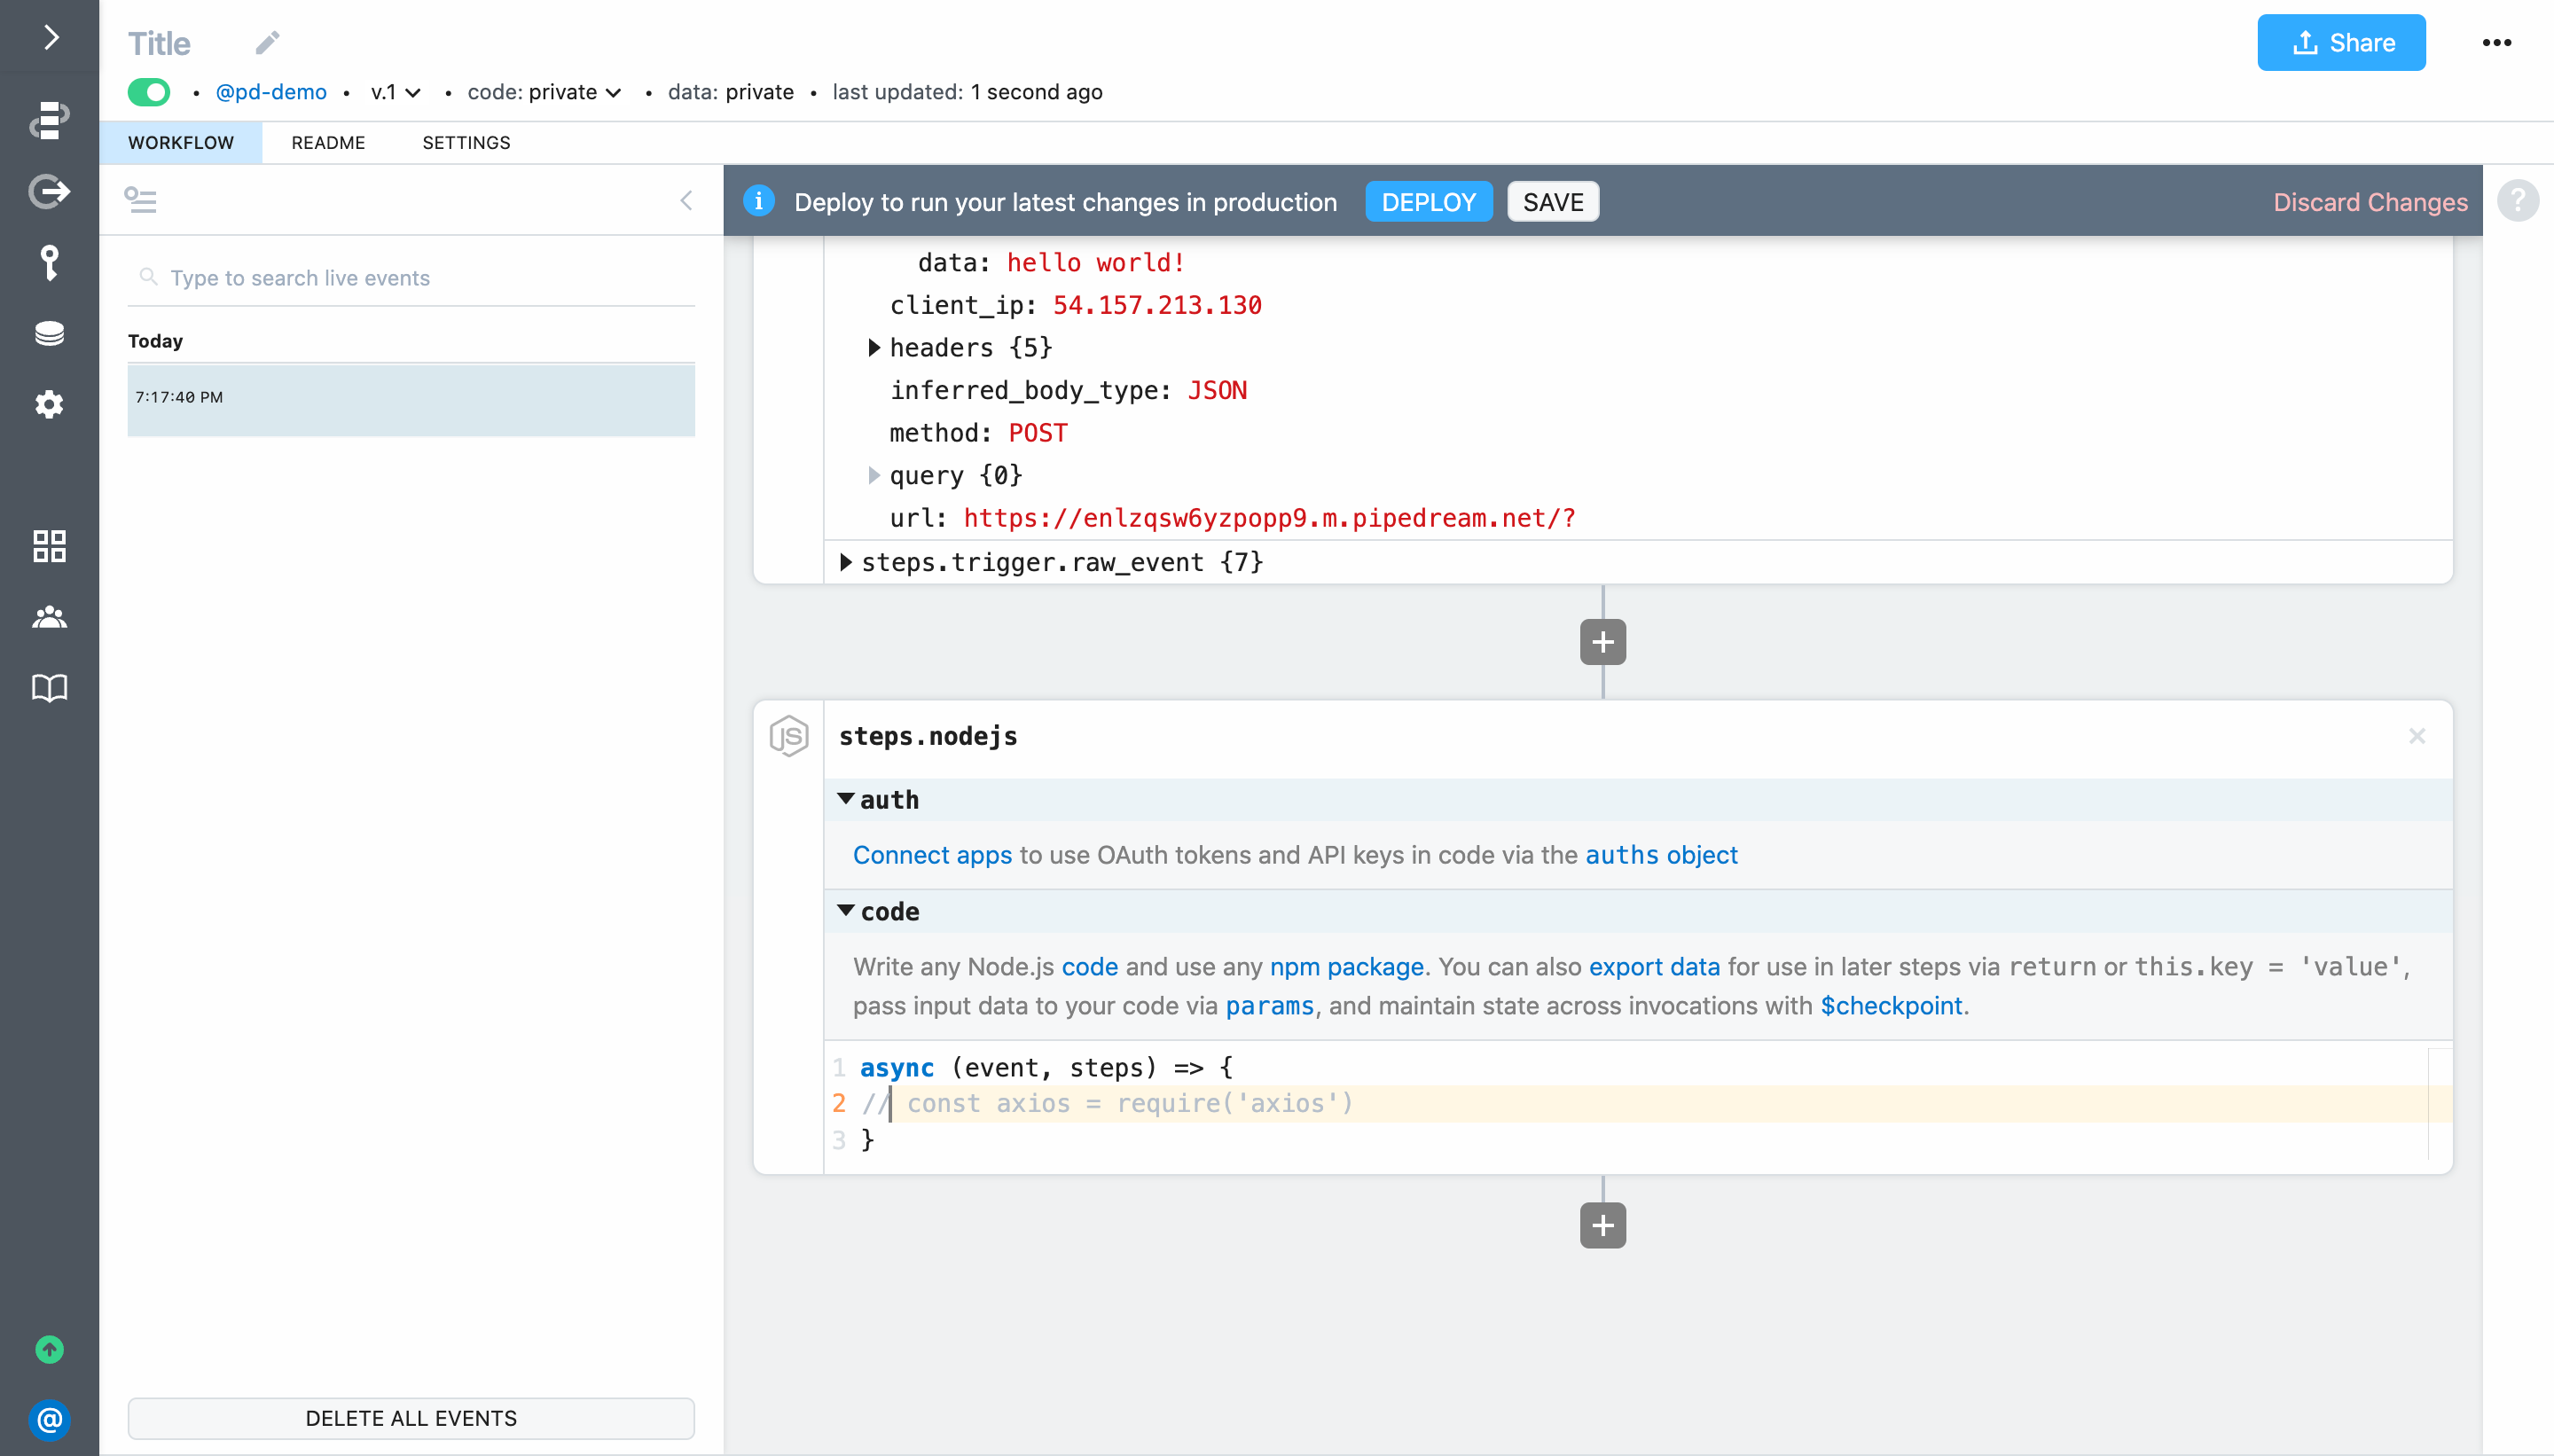 Title
Share
•••
• @pd-demo • v.1 • code: private • data: private • last updated: 1 second ago
WORKFLOW README SETTINGS
Deploy to run your latest changes in production DEPLOY SAVE Discard Changes ?
Type to search live events
Today
7:17:40 PM
DELETE ALL EVENTS
data: hello world!
client_ip: 54.157.213.130
headers {5}
inferred_body_type: JSON
method: POST
query {0}
url: https://enlzqsw6yzpopp9.m.pipedream.net/?
steps.trigger.raw_event {7}
+
JS steps.nodejs ×
auth
Connect apps to use OAuth tokens and API keys in code via the auths object
code
Write any Node.js code and use any npm package. You can also export data for use in later steps via return or this.key = 'value',
pass input data to your code via params, and maintain state across invocations with $checkpoint.
1 async (event, steps) => {
2 // const axios = require('axios')
3 }
+
@